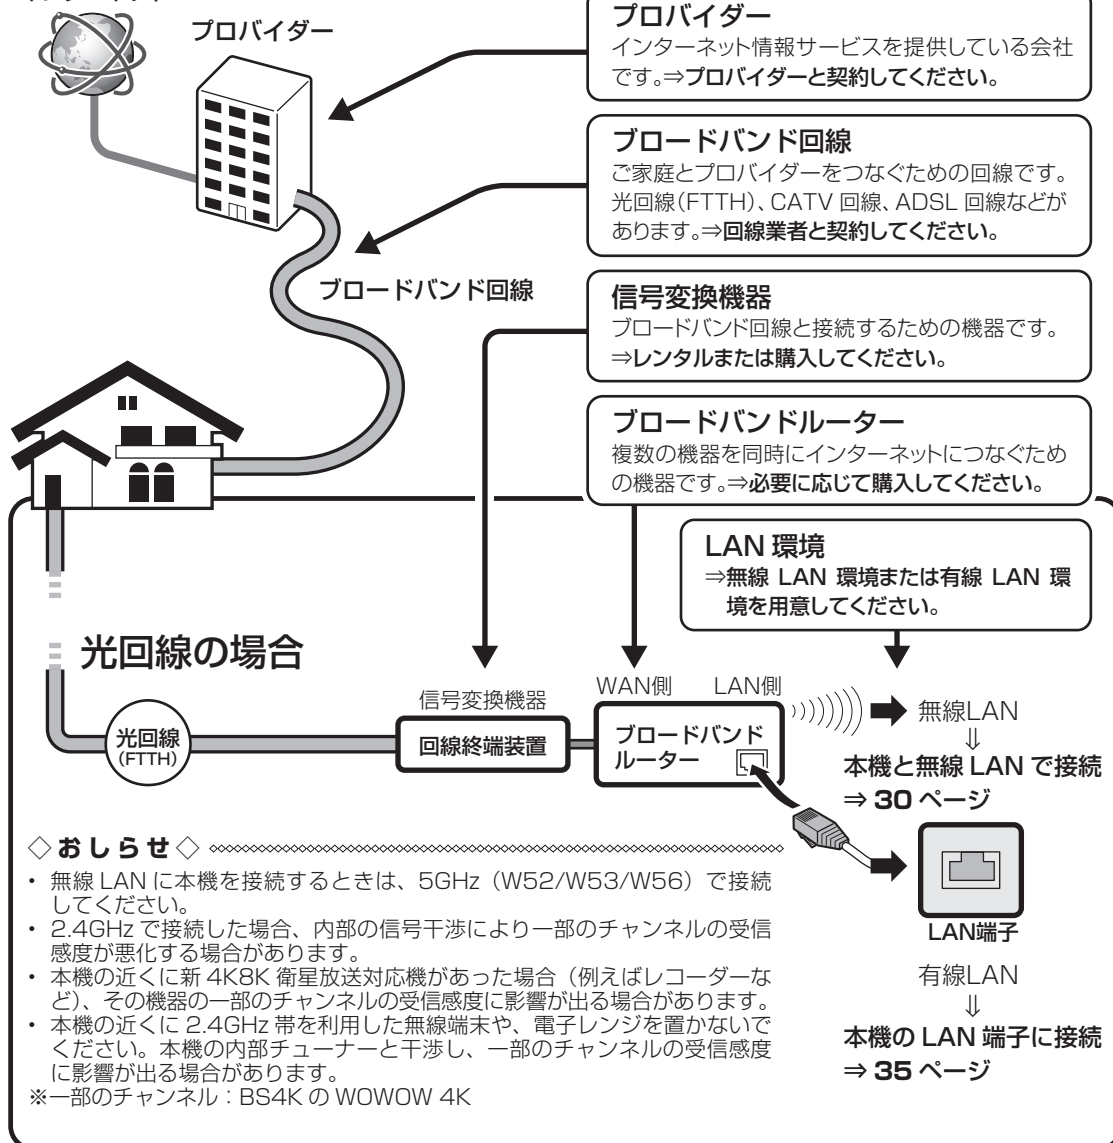 プロバイダー
プロバイダー
インターネット情報サービスを提供している会社
です。⇒プロバイダーと契約してください。
ブロードバンド回線
ご家庭とプロバイダーをつなぐための回線です。
光回線(FTTH)、CATV 回線、ADSL 回線などが
あります。⇒回線業者と契約してください。
ブロードバンド回線
信号変換機器
ブロードバンド回線と接続するための機器です。
⇒レンタルまたは購入してください。
ブロードバンドルーター
複数の機器を同時にインターネットにつなぐため
の機器です。⇒必要に応じて購入してください。
LAN 環境
⇒無線 LAN 環境または有線 LAN 環
境を用意してください。
光回線の場合
光回線
(FTTH)
信号変換機器
回線終端装置
WAN側 LAN側
ブロードバンド
ルーター
無線LAN
⇓
本機と無線 LAN で接続
⇒ 30 ページ
LAN端子
有線LAN
⇓
本機の LAN 端子に接続
⇒ 35 ページ
◇おしらせ◇
・ 無線 LAN に本機を接続するときは、5GHz（W52/W53/W56）で接続
してください。
・ 2.4GHz で接続した場合、内部の信号干渉により一部のチャンネルの受信
感度が悪化する場合があります。
・ 本機の近くに新 4K8K 衛星放送対応機があった場合（例えばレコーダーな
ど）、その機器の一部のチャンネルの受信感度に影響が出る場合があります。
・ 本機の近くに 2.4GHz 帯を利用した無線端末や、電子レンジを置かないで
ください。本機の内部チューナーと干渉し、一部のチャンネルの受信感度
に影響が出る場合があります。
※一部のチャンネル：BS4K の WOWOW 4K